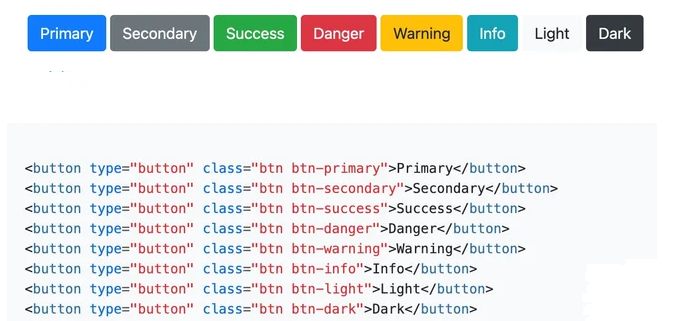 Primary Secondary Success Danger Warning Info Light Dark
<button type="button" class="btn btn-primary">Primary</button>
<button type="button" class="btn btn-secondary">Secondary</button>
<button type="button" class="btn btn-success">Success</button>
<button type="button" class="btn btn-danger">Danger</button>
<button type="button" class="btn btn-warning">Warning</button>
<button type="button" class="btn btn-info">Info</button>
<button type="button" class="btn btn-light">Light</button>
<button type="button" class="btn btn-dark">Dark</button>